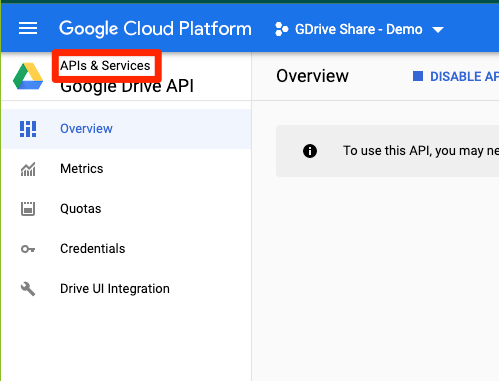 Google Cloud Platform
GDrive Share - Demo
APIs & Services
Google Drive API
Overview
DISABLE AP
Overview
To use this API, you may ne
Metrics
Quotas
Credentials
Drive UI Integration